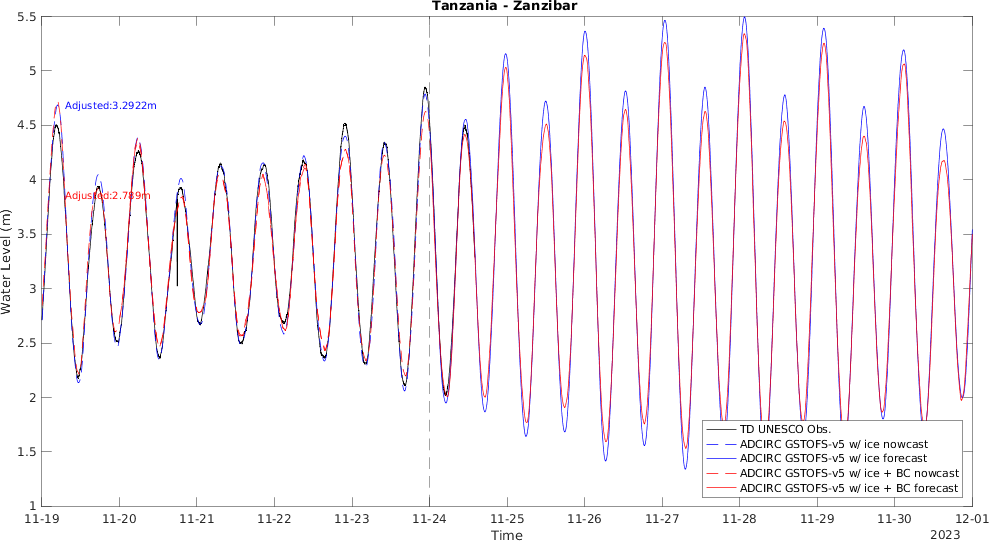 Tanzania - Zanzibar
Water Level (m)
5.5
5
4.5
4
3.5
3
2.5
2
1.5
1
Adjusted:3.2922m
Adjusted:2.789m
TD UNESCO Obs.
ADCIRC GSTOFS-v5 w/ ice nowcast
ADCIRC GSTOFS-v5 w/ ice forecast
ADCIRC GSTOFS-v5 w/ ice + BC nowcast
ADCIRC GSTOFS-v5 w/ ice + BC forecast
11-19 11-20 11-21 11-22 11-23 11-24 11-25 11-26 11-27 11-28 11-29 11-30 12-01
Time
2023